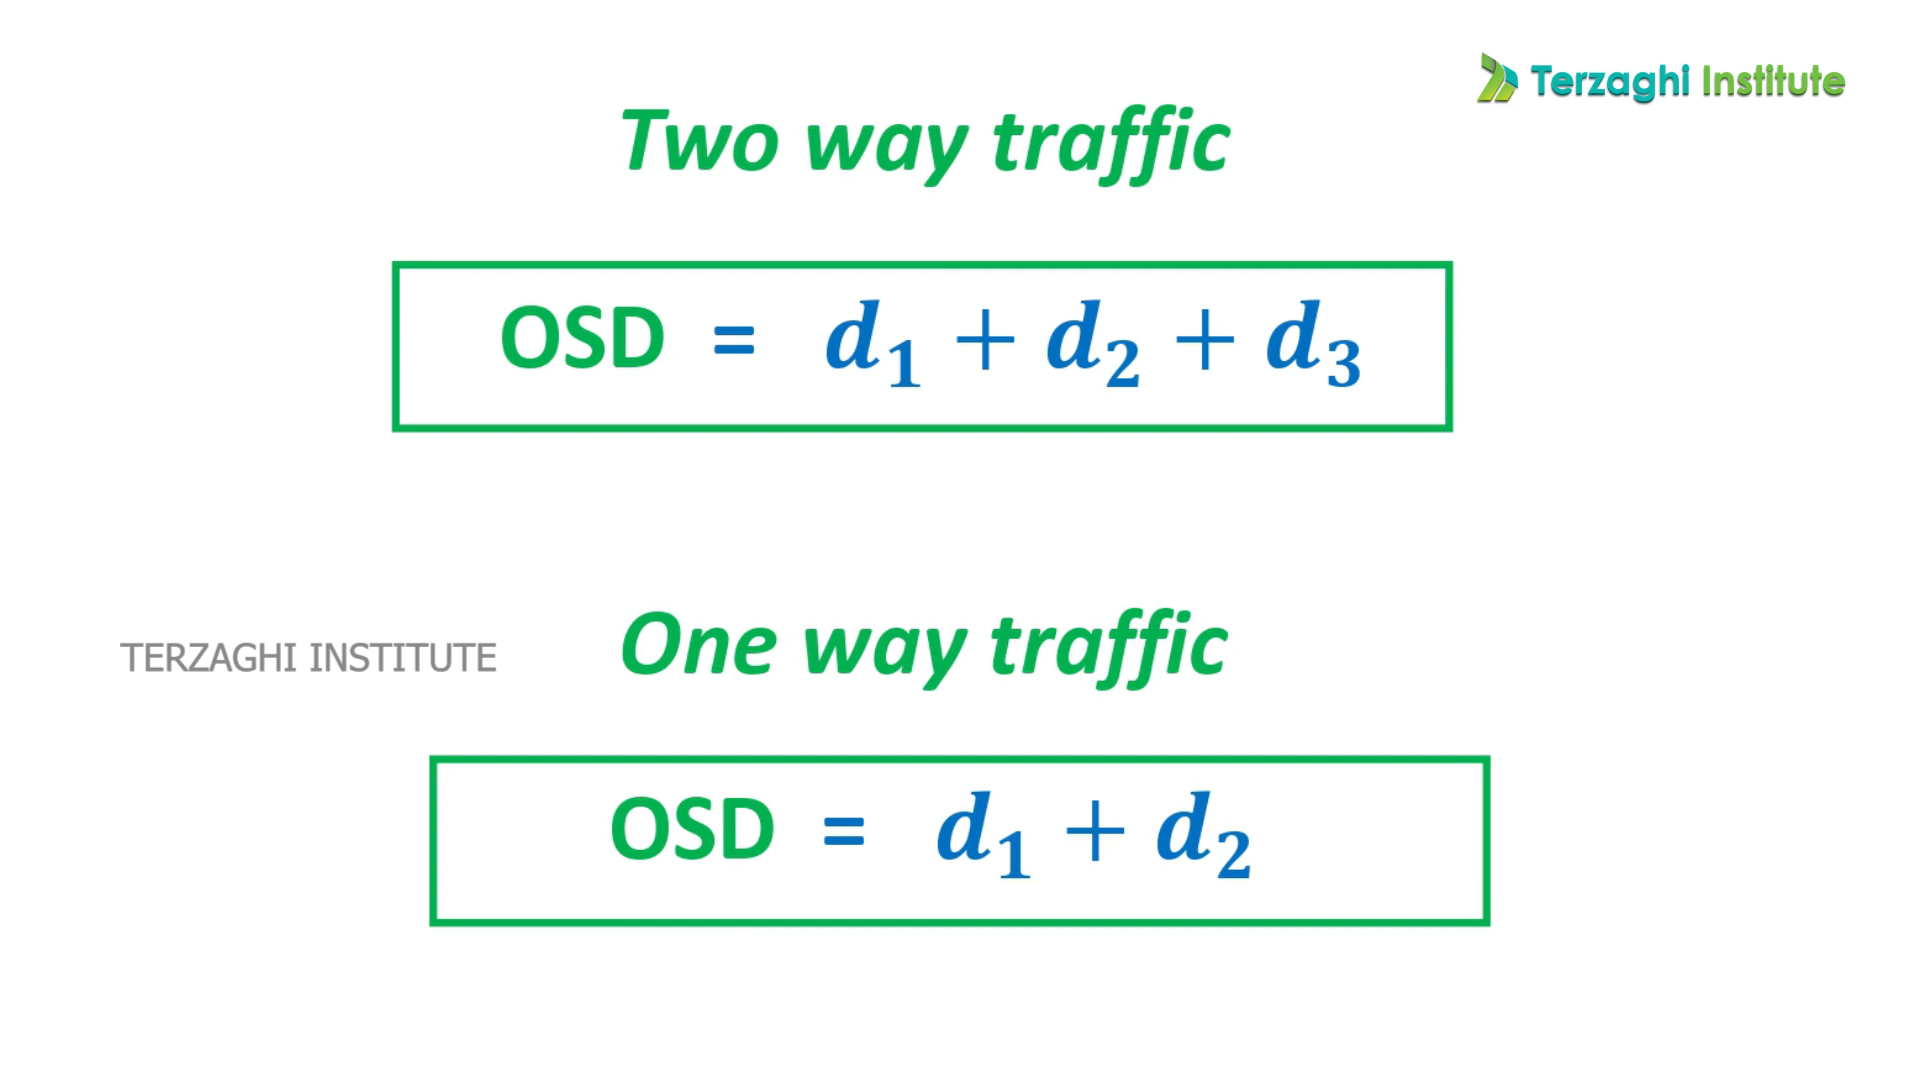 Terzaghi Institute
Two way traffic
OSD = d₁ + d₂ + d₃
TERZAGHI INSTITUTE
One way traffic
OSD = d₁ + d₂